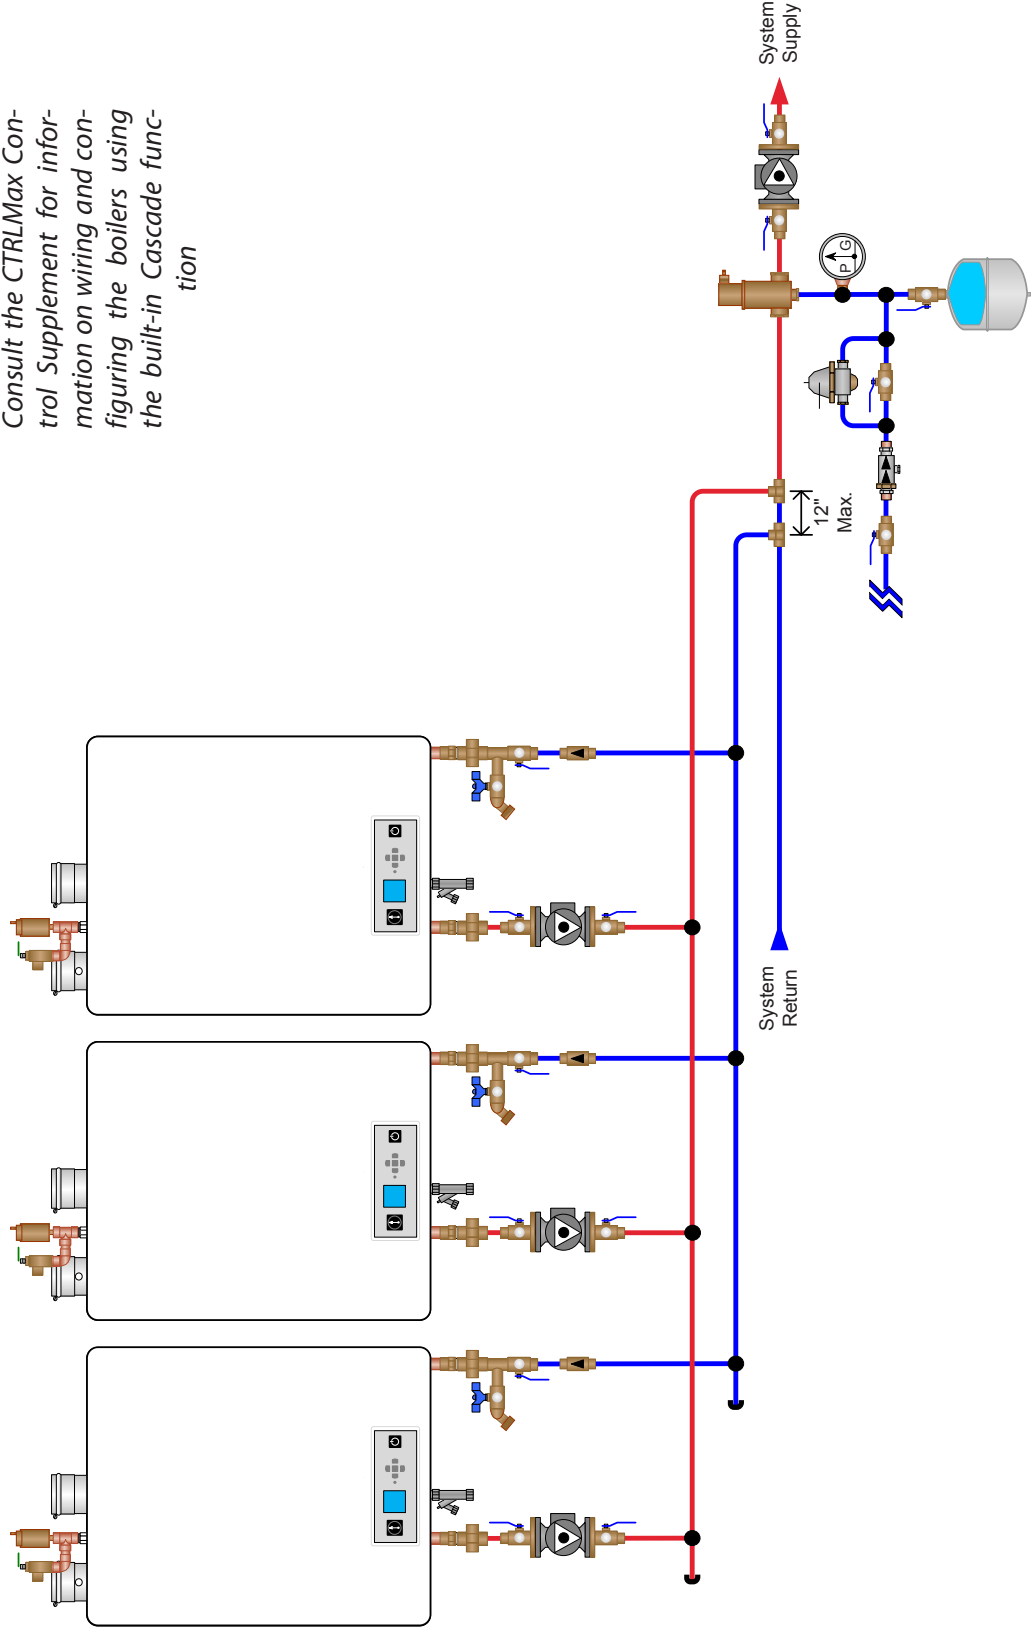 Consult the CTRLMax Con-
trol Supplement for infor-
mation on wiring and con-
figuring the boilers using
the built-in Cascade func-
tion
System
Supply
P G
12"
Max.
System
Return